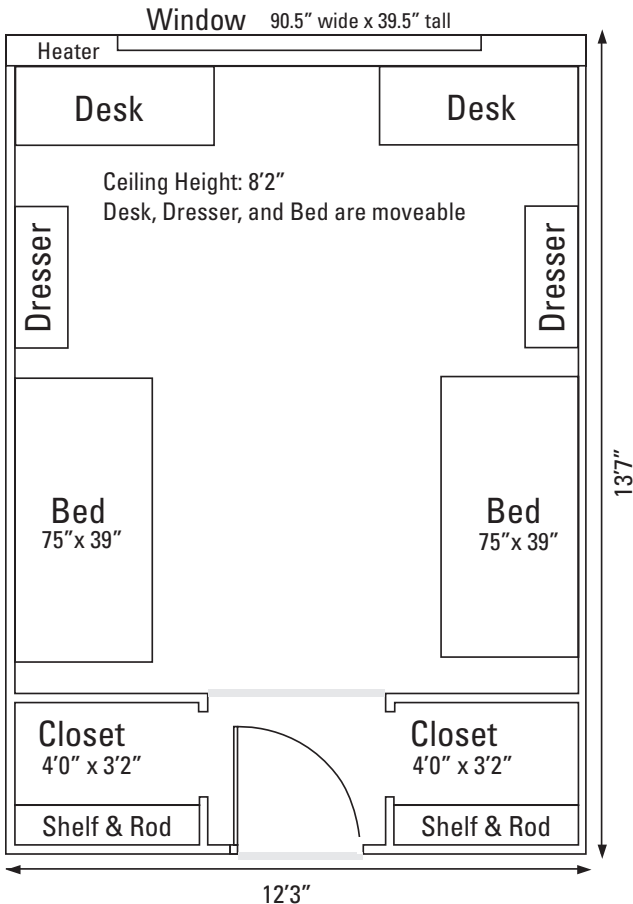 Window 90.5” wide x 39.5” tall
Heater
Desk
Desk
Ceiling Height: 8’2”
Desk, Dresser, and Bed are moveable
Dresser
Dresser
Bed
75”x 39”
Bed
75”x 39”
13’7”
Closet
4’0” x 3’2”
Closet
4’0” x 3’2”
Shelf & Rod
Shelf & Rod
12’3”